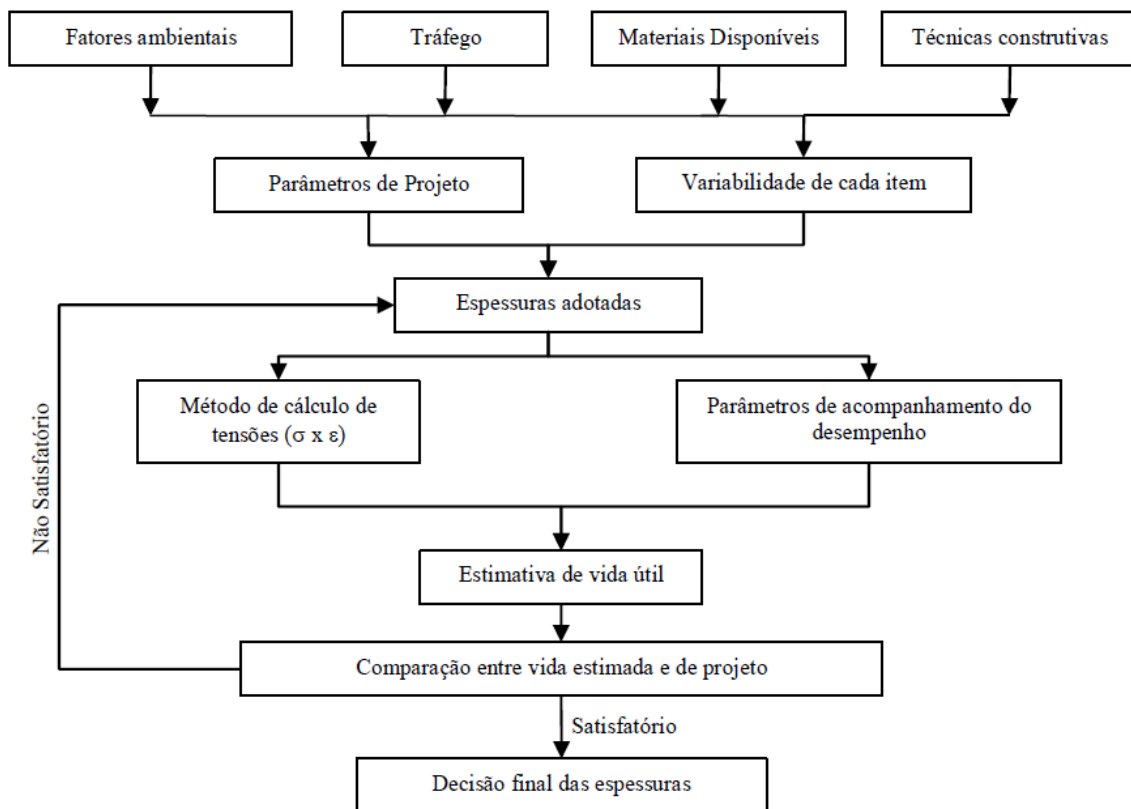 Fatores ambientais
Tráfego
Materiais Disponíveis
Técnicas construtivas
Parâmetros de Projeto
Variabilidade de cada item
Espessuras adotadas
Método de cálculo de
tensões (σ x ε)
Parâmetros de acompanhamento do
desempenho
Não Satisfatório
Estimativa de vida útil
Comparação entre vida estimada e de projeto
Satisfatório
Decisão final das espessuras